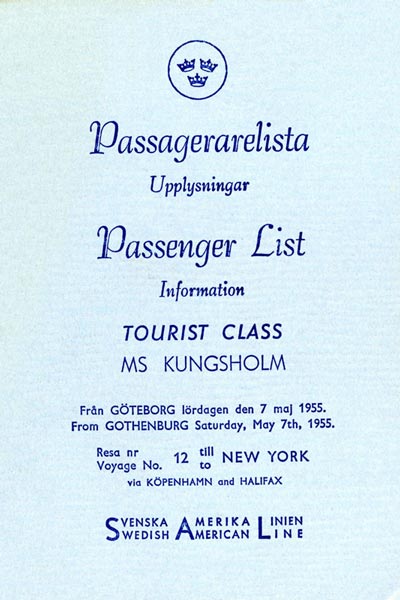 Passagerarelista
Upplysningar
Passenger List
Information
TOURIST CLASS
MS KUNGSHOLM
Från GÖTEBORG lördagen den 7 maj 1955.
From GOTHENBURG Saturday, May 7th, 1955.
Resa nr 12 till NEW YORK
Voyage No. to
via KÖPENHAMN and HALIFAX
SVENSKA AMERIKA LINIEN
SWEDISH AMERICAN LINE